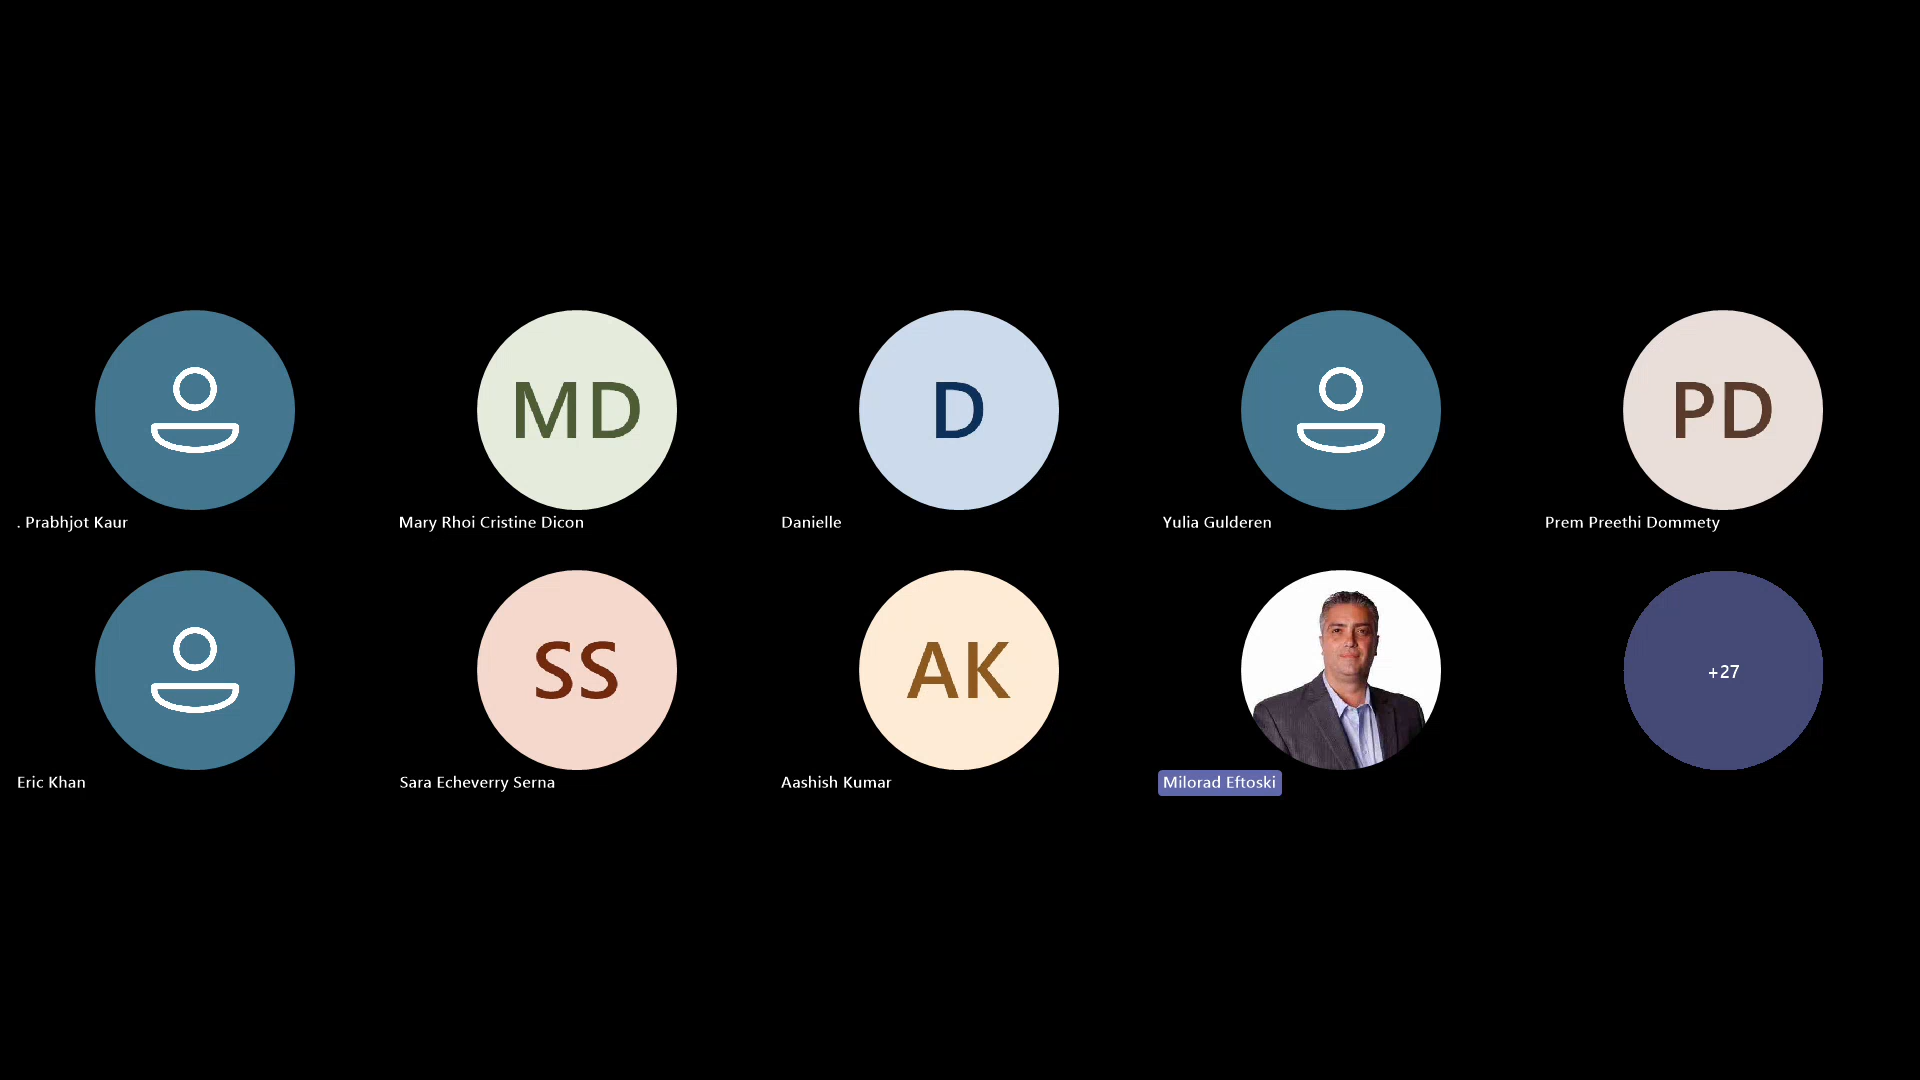 MD
D
PD
. Prabhjot Kaur
Mary Rhoi Cristine Dicon
Danielle
Yulia Gulderen
Prem Preethi Dommety
SS
AK
+27
Eric Khan
Sara Echeverry Serna
Aashish Kumar
Milorad Eftoski